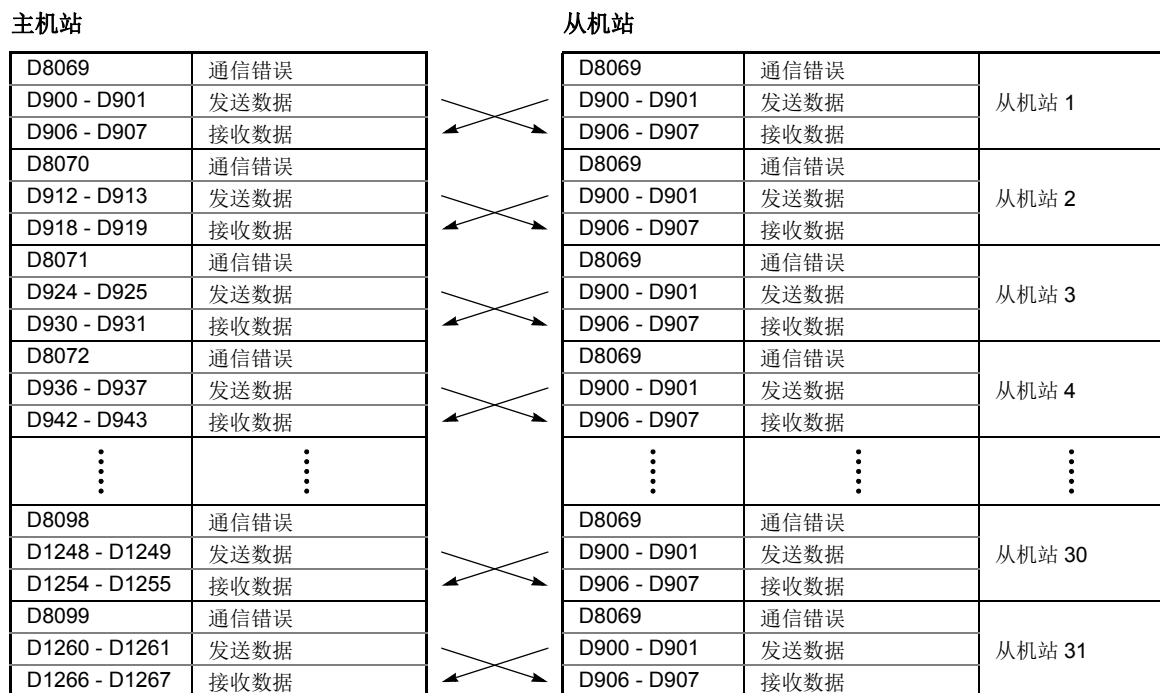 主机站 从机站
D8069 通信错误 D8069 通信错误
D900 - D901 发送数据 D900 - D901 发送数据 从机站 1
D906 - D907 接收数据 D906 - D907 接收数据
D8070 通信错误 D8069 通信错误
D912 - D913 发送数据 D900 - D901 发送数据 从机站 2
D918 - D919 接收数据 D906 - D907 接收数据
D8071 通信错误 D8069 通信错误
D924 - D925 发送数据 D900 - D901 发送数据 从机站 3
D930 - D931 接收数据 D906 - D907 接收数据
D8072 通信错误 D8069 通信错误
D936 - D937 发送数据 D900 - D901 发送数据 从机站 4
D942 - D943 接收数据 D906 - D907 接收数据
D8098 通信错误 D8069 通信错误
D1248 - D1249 发送数据 D900 - D901 发送数据 从机站 30
D1254 - D1255 接收数据 D906 - D907 接收数据
D8099 通信错误 D8069 通信错误
D1260 - D1261 发送数据 D900 - D901 发送数据 从机站 31
D1266 - D1267 接收数据 D906 - D907 接收数据